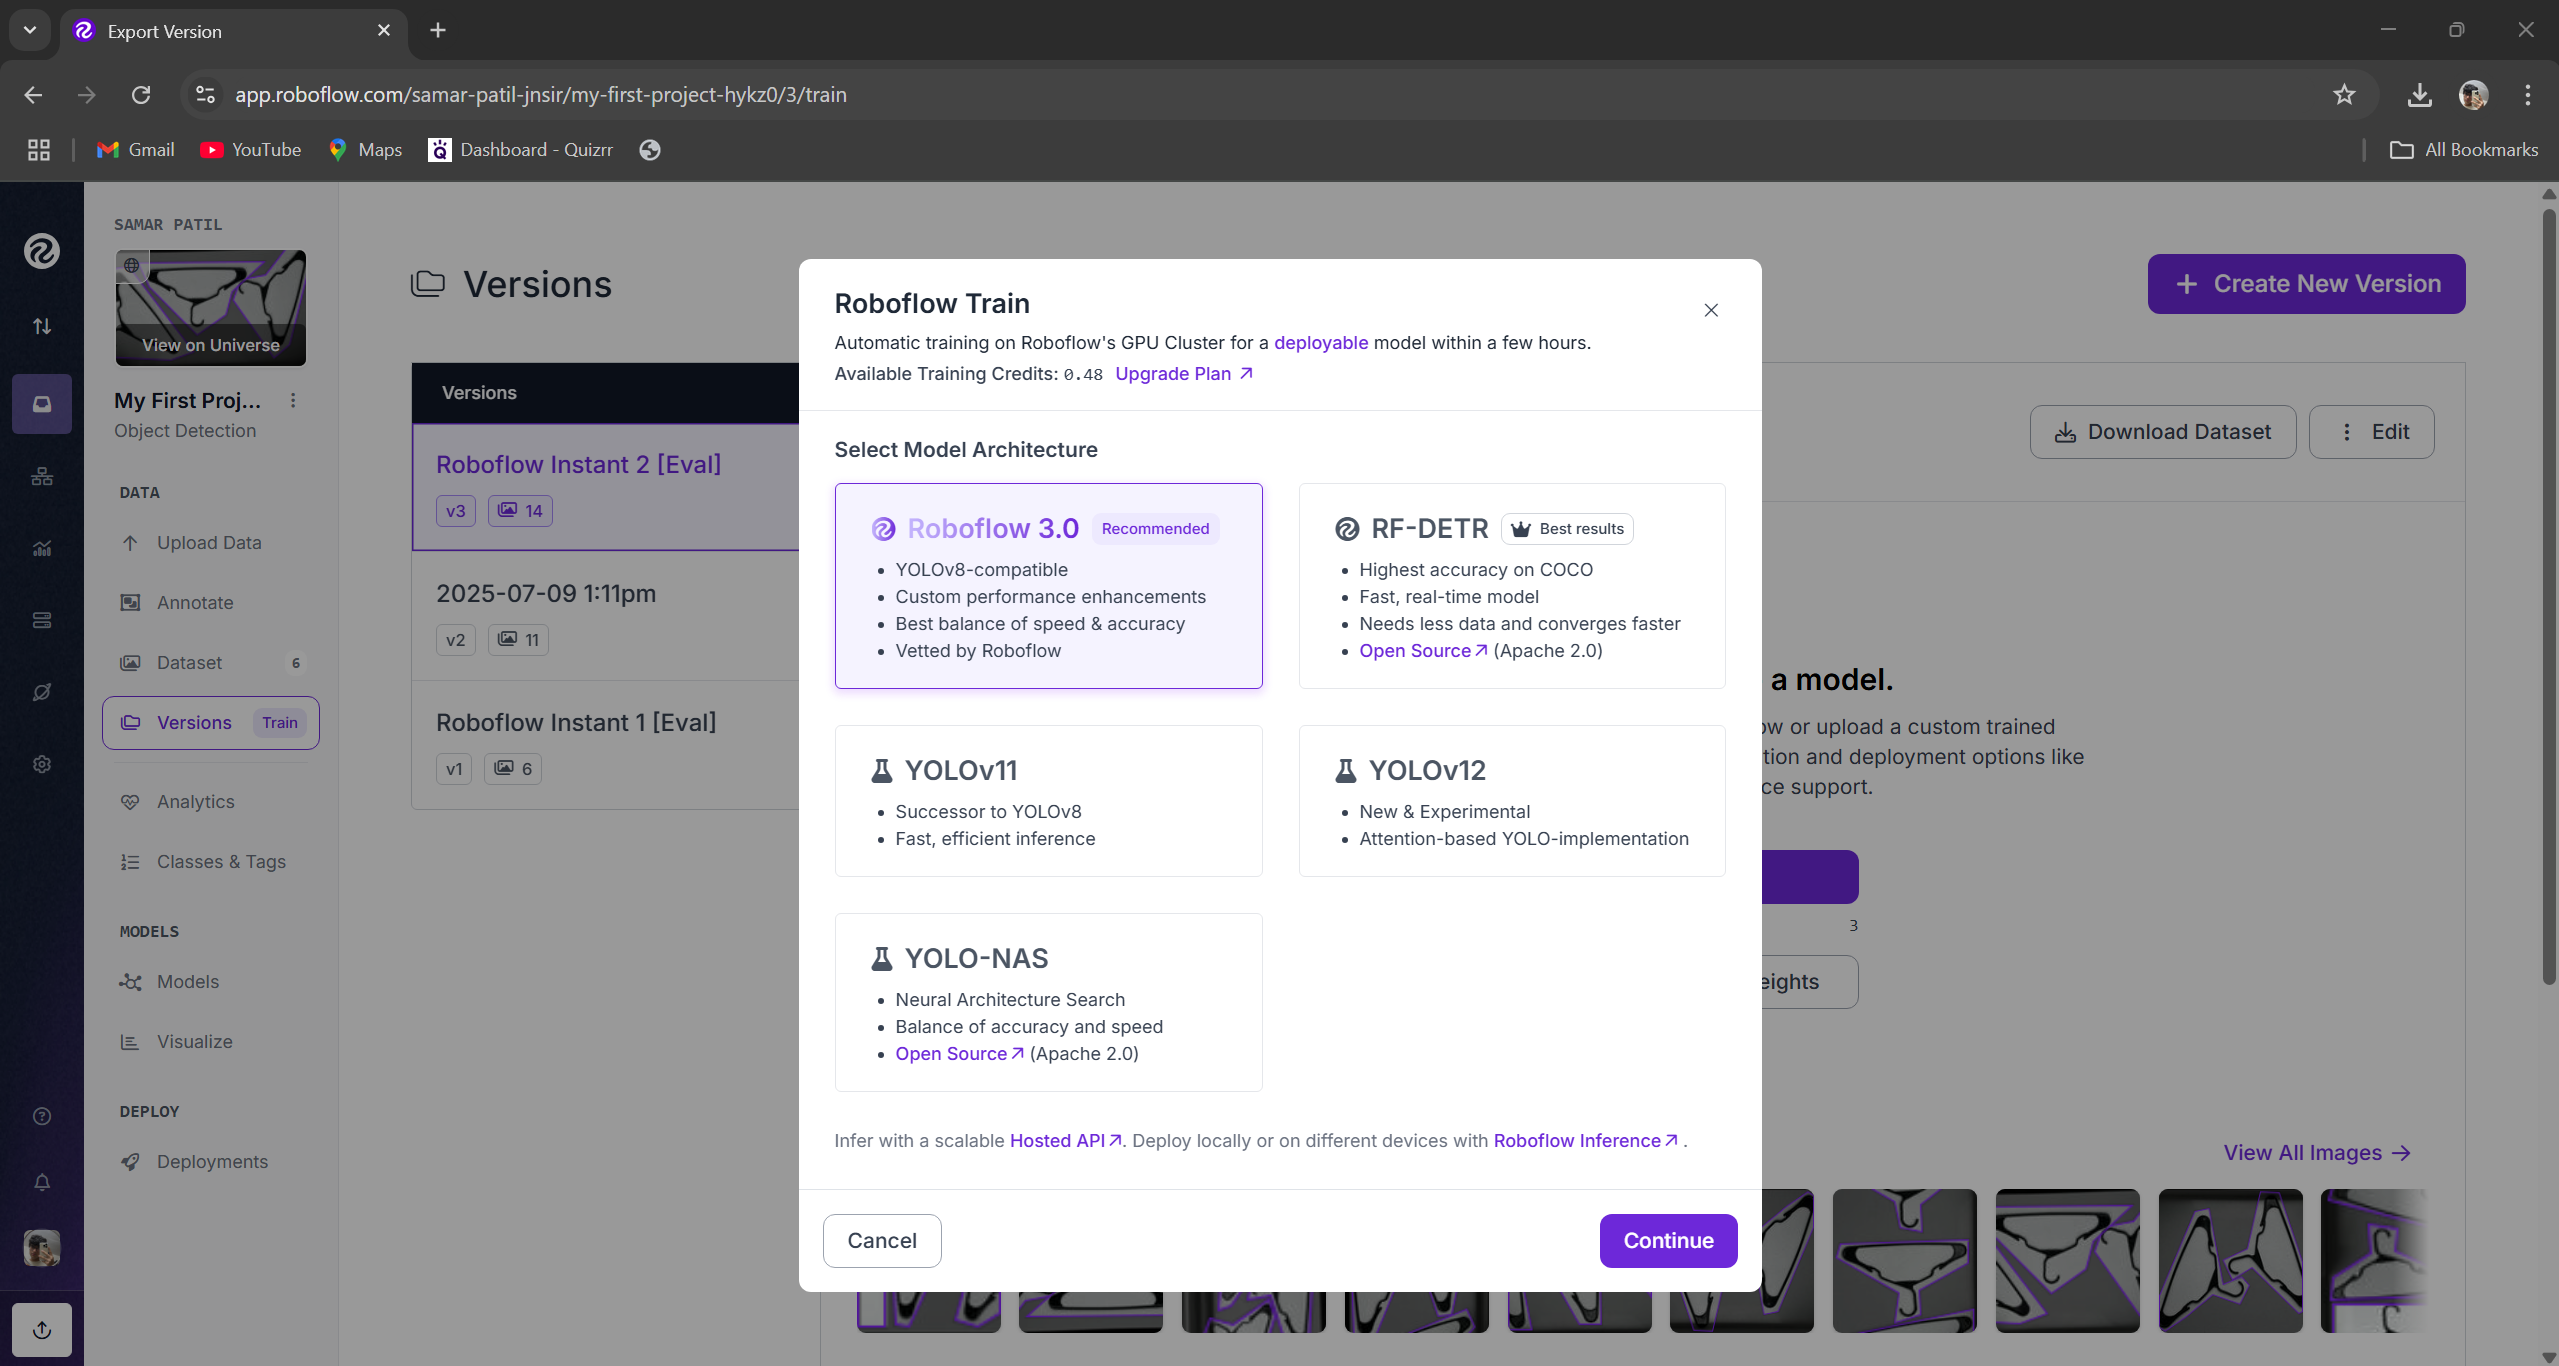 Export Version
app.roboflow.com/samar-patil-jnsir/my-first-project-hykz0/3/train
Gmail
YouTube
Maps
Dashboard - Quizrr
All Bookmarks
SAMAR PATIL
View on Universe
My First Proj...
Object Detection
DATA
Upload Data
Annotate
Dataset 6
Versions Train
Analytics
Classes & Tags
MODELS
Models
Visualize
DEPLOY
Deployments
Versions
Create New Version
Versions
Roboflow Instant 2 [Eval]
v3 14
2025-07-09 1:11pm
v2 11
Roboflow Instant 1 [Eval]
v1 6
Download Dataset
Edit
a model.
ow or upload a custom trained
tion and deployment options like
ce support.
3
eights
View All Images
Roboflow Train
Automatic training on Roboflow's GPU Cluster for a deployable model within a few hours.
Available Training Credits: 0.48 Upgrade Plan
Select Model Architecture
Roboflow 3.0 Recommended
• YOLOv8-compatible
• Custom performance enhancements
• Best balance of speed & accuracy
• Vetted by Roboflow
RF-DETR Best results
• Highest accuracy on COCO
• Fast, real-time model
• Needs less data and converges faster
• Open Source (Apache 2.0)
YOLOv11
• Successor to YOLOv8
• Fast, efficient inference
YOLOv12
• New & Experimental
• Attention-based YOLO-implementation
YOLO-NAS
• Neural Architecture Search
• Balance of accuracy and speed
• Open Source (Apache 2.0)
Infer with a scalable Hosted API. Deploy locally or on different devices with Roboflow Inference .
Cancel
Continue